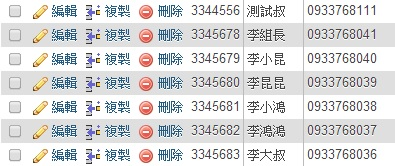 編輯 複製 刪除 3344556 測試叔 0933768111
編輯 複製 刪除 3345678 李組長 0933768041
編輯 複製 刪除 3345679 李小昆 0933768040
編輯 複製 刪除 3345680 李昆昆 0933768039
編輯 複製 刪除 3345681 李小鴻 0933768038
編輯 複製 刪除 3345682 李鴻鴻 0933768037
編輯 複製 刪除 3345683 李大叔 0933768036